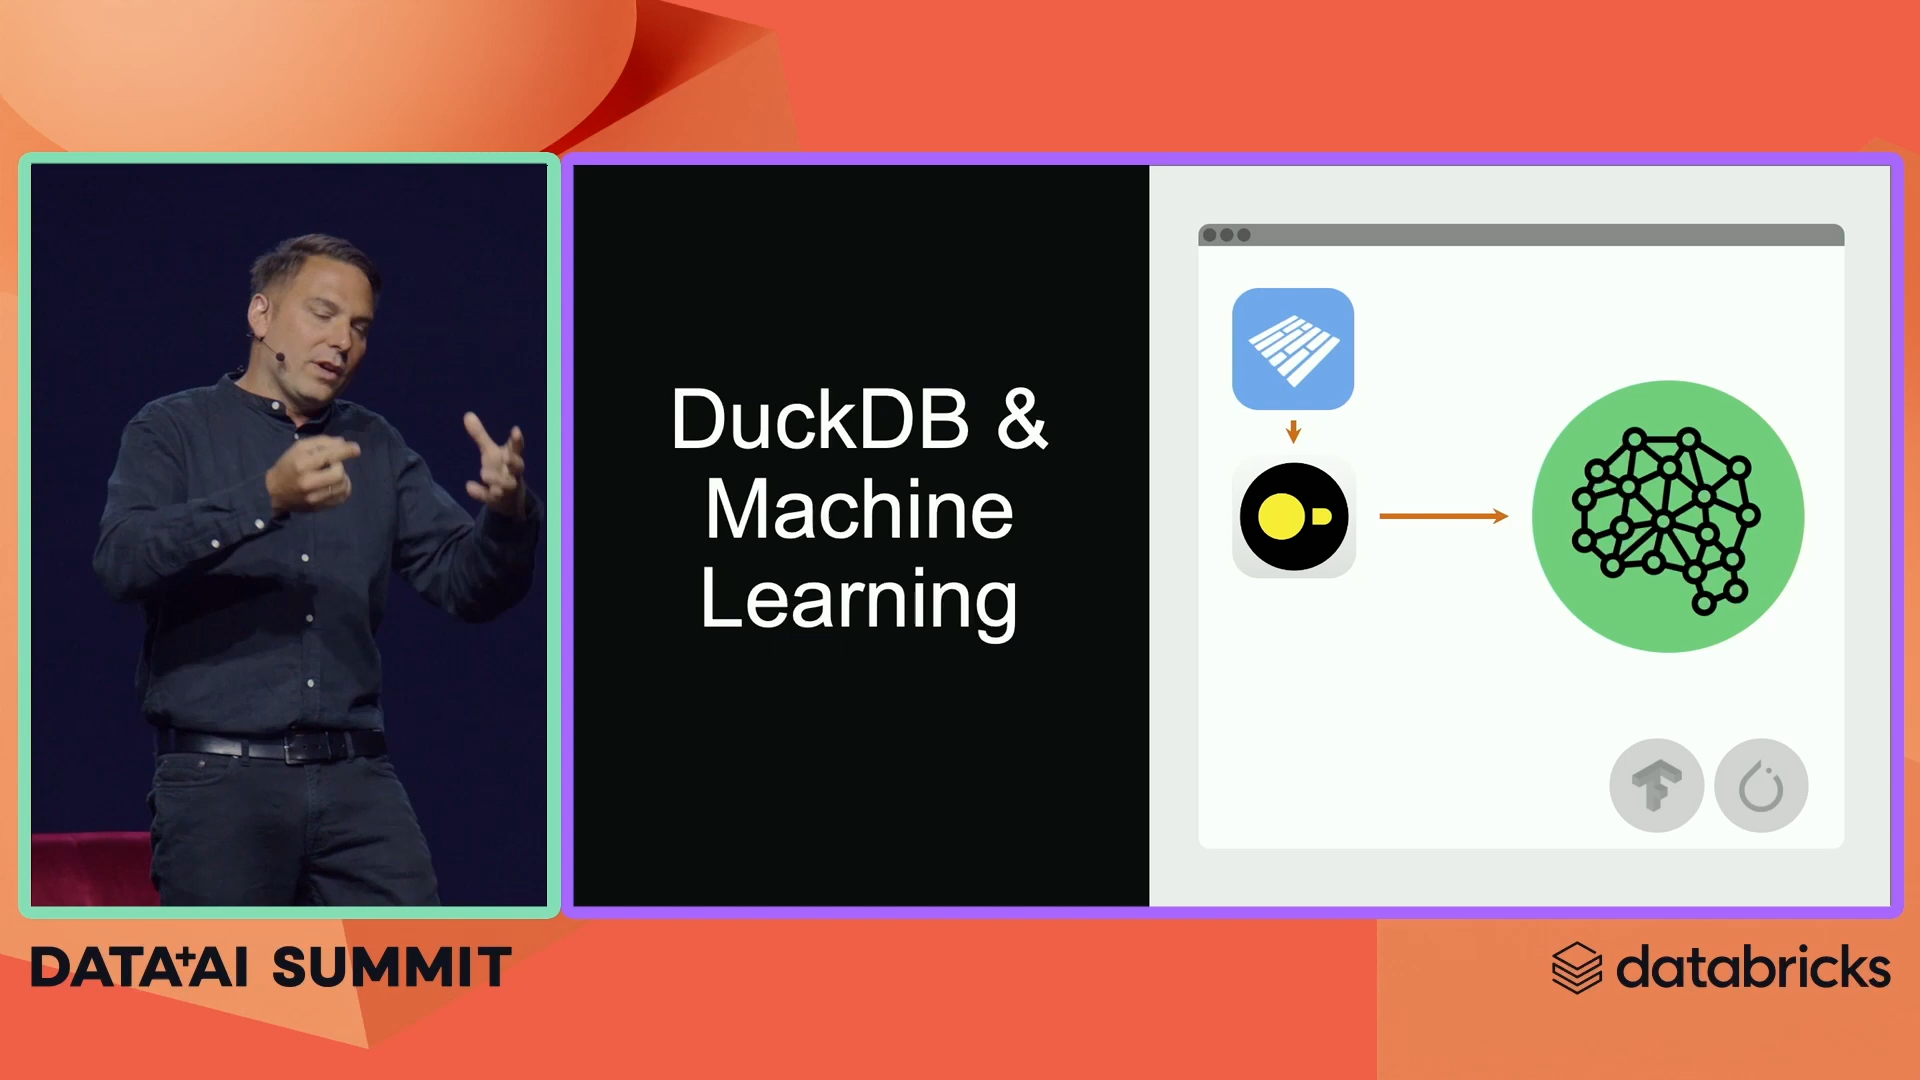 DuckDB &
Machine
Learning
DATA+AI SUMMIT
databricks